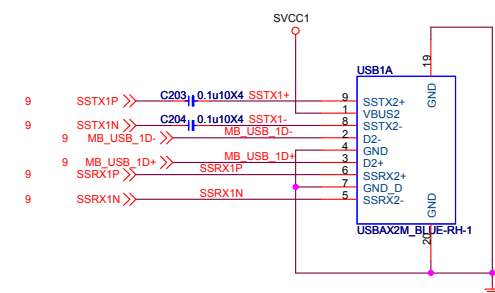 SVCC1
USB1A
19
GND
9 SSTX1P C203 0.1u10X4 SSTX1+ 9 SSTX2+
1 VBUS2
9 SSTX1N C204 0.1u10X4 SSTX1- 8 SSTX2-
9 MB_USB_1D- 2 D2-
4 GND
9 MB_USB_1D+ MB_USB_1D+ 3 D2+
9 SSRX1P SSRX1P 6 SSRX2+
7 GND_D
9 SSRX1N SSRX1N 5 SSRX2-
GND
20
USBAX2M_BLUE-RH-1